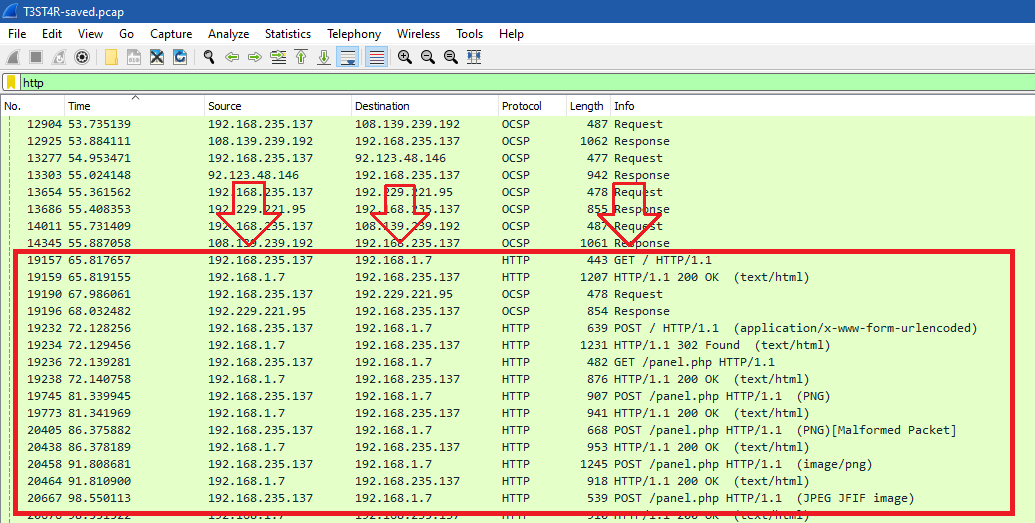 T3ST4R-saved.pcap
File Edit View Go Capture Analyze Statistics Telephony Wireless Tools Help
http
No. Time Source Destination Protocol Length Info
12904 53.735139 192.168.235.137 108.139.239.192 OCSP 487 Request
12925 53.884111 108.139.239.192 192.168.235.137 OCSP 1062 Response
13277 54.953471 192.168.235.137 92.123.48.146 OCSP 477 Request
13303 55.024148 92.123.48.146 192.168.235.137 OCSP 942 Response
13654 55.361562 192.168.235.137 192.229.221.95 OCSP 478 Request
13686 55.408353 192.229.221.95 192.168.235.137 OCSP 855 Response
14011 55.731409 192.168.235.137 108.139.239.192 OCSP 487 Request
14345 55.887058 108.139.239.192 192.168.235.137 OCSP 1061 Response
19157 65.817657 192.168.235.137 192.168.1.7 HTTP 443 GET / HTTP/1.1
19159 65.819155 192.168.1.7 192.168.235.137 HTTP 1207 HTTP/1.1 200 OK (text/html)
19190 67.986061 192.168.235.137 192.229.221.95 OCSP 478 Request
19196 68.032482 192.229.221.95 192.168.235.137 OCSP 854 Response
19232 72.128256 192.168.235.137 192.168.1.7 HTTP 639 POST / HTTP/1.1 (application/x-www-form-urlencoded)
19234 72.129456 192.168.1.7 192.168.235.137 HTTP 1231 HTTP/1.1 302 Found (text/html)
19236 72.139281 192.168.235.137 192.168.1.7 HTTP 482 GET /panel.php HTTP/1.1
19238 72.140758 192.168.1.7 192.168.235.137 HTTP 876 HTTP/1.1 200 OK (text/html)
19745 81.339945 192.168.235.137 192.168.1.7 HTTP 907 POST /panel.php HTTP/1.1 (PNG)
19773 81.341969 192.168.1.7 192.168.235.137 HTTP 941 HTTP/1.1 200 OK (text/html)
20405 86.375882 192.168.235.137 192.168.1.7 HTTP 668 POST /panel.php HTTP/1.1 (PNG)[Malformed Packet]
20438 86.378189 192.168.1.7 192.168.235.137 HTTP 953 HTTP/1.1 200 OK (text/html)
20458 91.808681 192.168.235.137 192.168.1.7 HTTP 1245 POST /panel.php HTTP/1.1 (image/png)
20464 91.810900 192.168.1.7 192.168.235.137 HTTP 918 HTTP/1.1 200 OK (text/html)
20667 98.550113 192.168.235.137 192.168.1.7 HTTP 539 POST /panel.php HTTP/1.1 (JPEG JFIF image)
192.168.1.7 192.168.235.137 HTTP HTTP/1.1 200 OK (text/html)